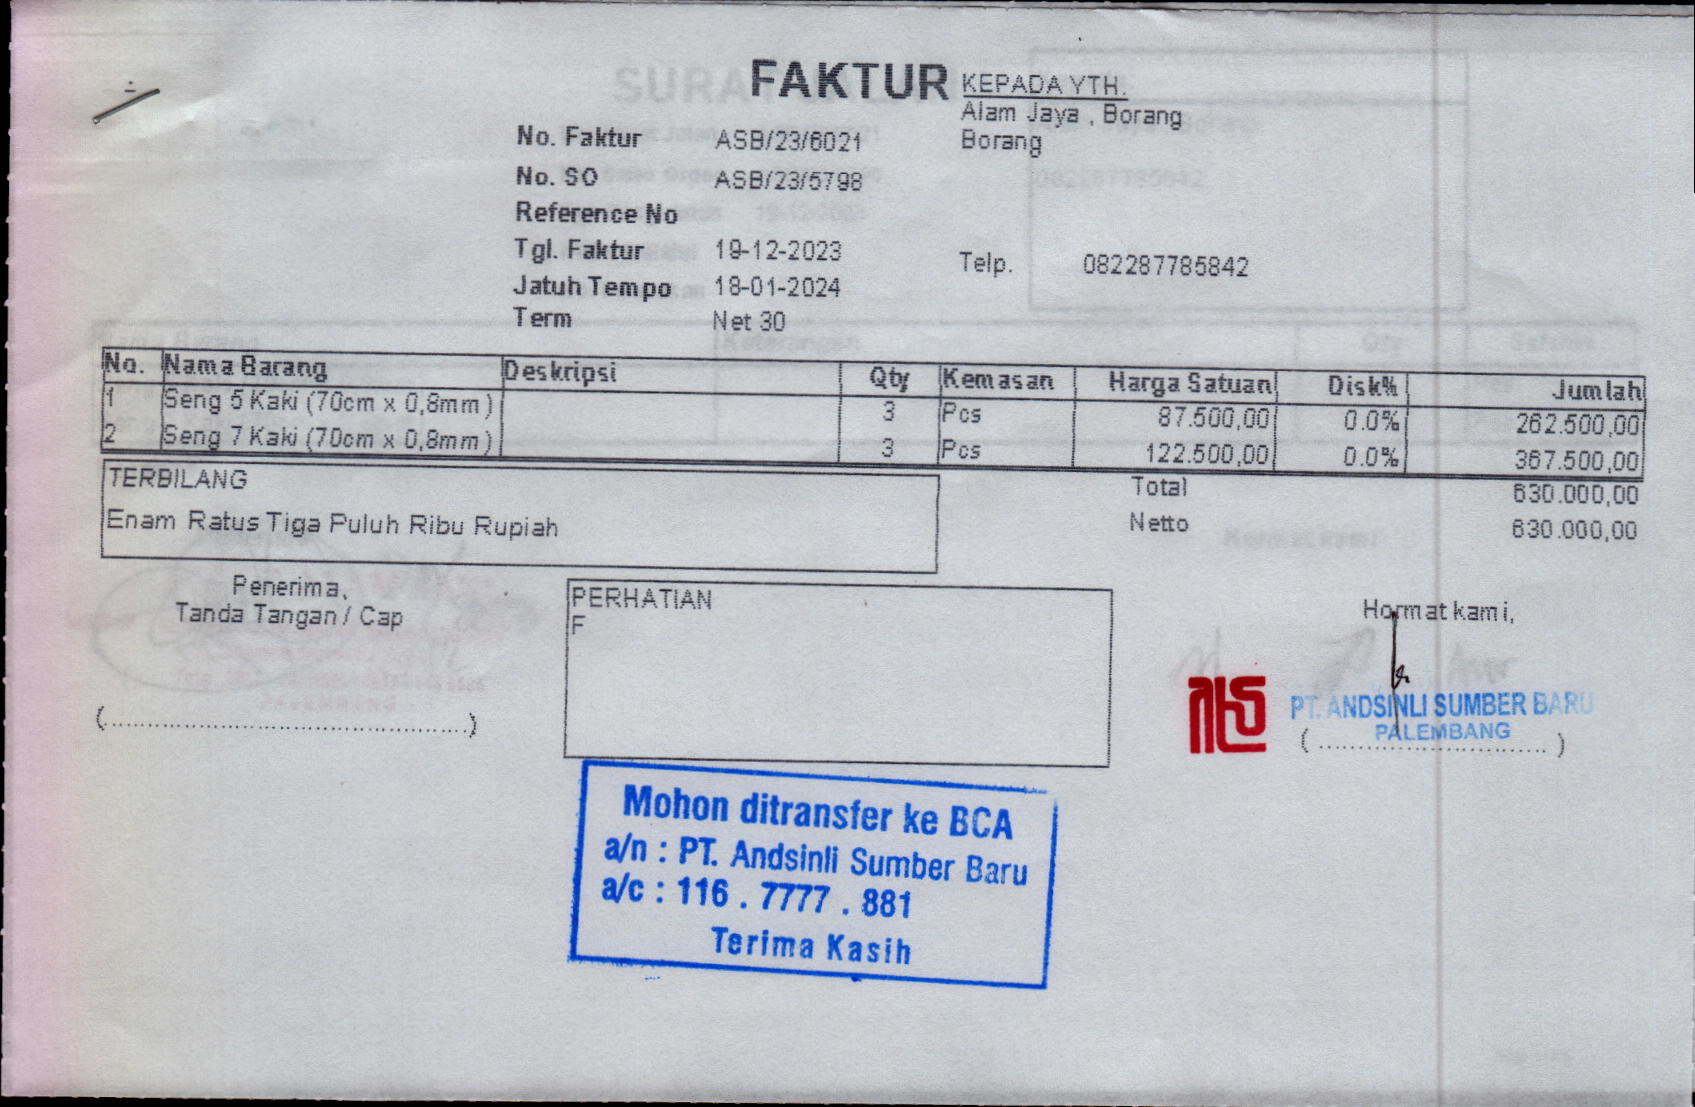 FAKTUR
KEPADA YTH.
Alam Jaya , Borang
Borang
No. Faktur ASB/23/6021
No. SO ASB/23/5798
Reference No
Tgl. Faktur 19-12-2023
Telp. 082287785842
Jatuh Tempo 18-01-2024
Term Net 30
No. Nama Barang Deskripsi Qty Kemasan Harga Satuan Disk% Jumlah
1 Seng 5 Kaki (70cm x 0,8mm) 3 Pcs 87.500,00 0.0% 262.500,00
2 Seng 7 Kaki (70cm x 0,8mm) 3 Pcs 122.500,00 0.0% 367.500,00
TERBILANG
Total 630.000,00
Enam Ratus Tiga Puluh Ribu Rupiah
Netto 630.000,00
Penerima,
Tanda Tangan / Cap
(.............................................)
PERHATIAN
F
Hormat kami,
PT. ANDSINLI SUMBER BARU
PALEMBANG
( ............................ )
Mohon ditransfer ke BCA
a/n : PT. Andsinli Sumber Baru
a/c : 116 . 7777 . 881
Terima Kasih